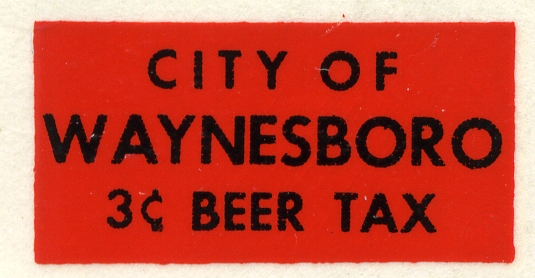 CITY OF
WAYNESBORO
3¢ BEER TAX